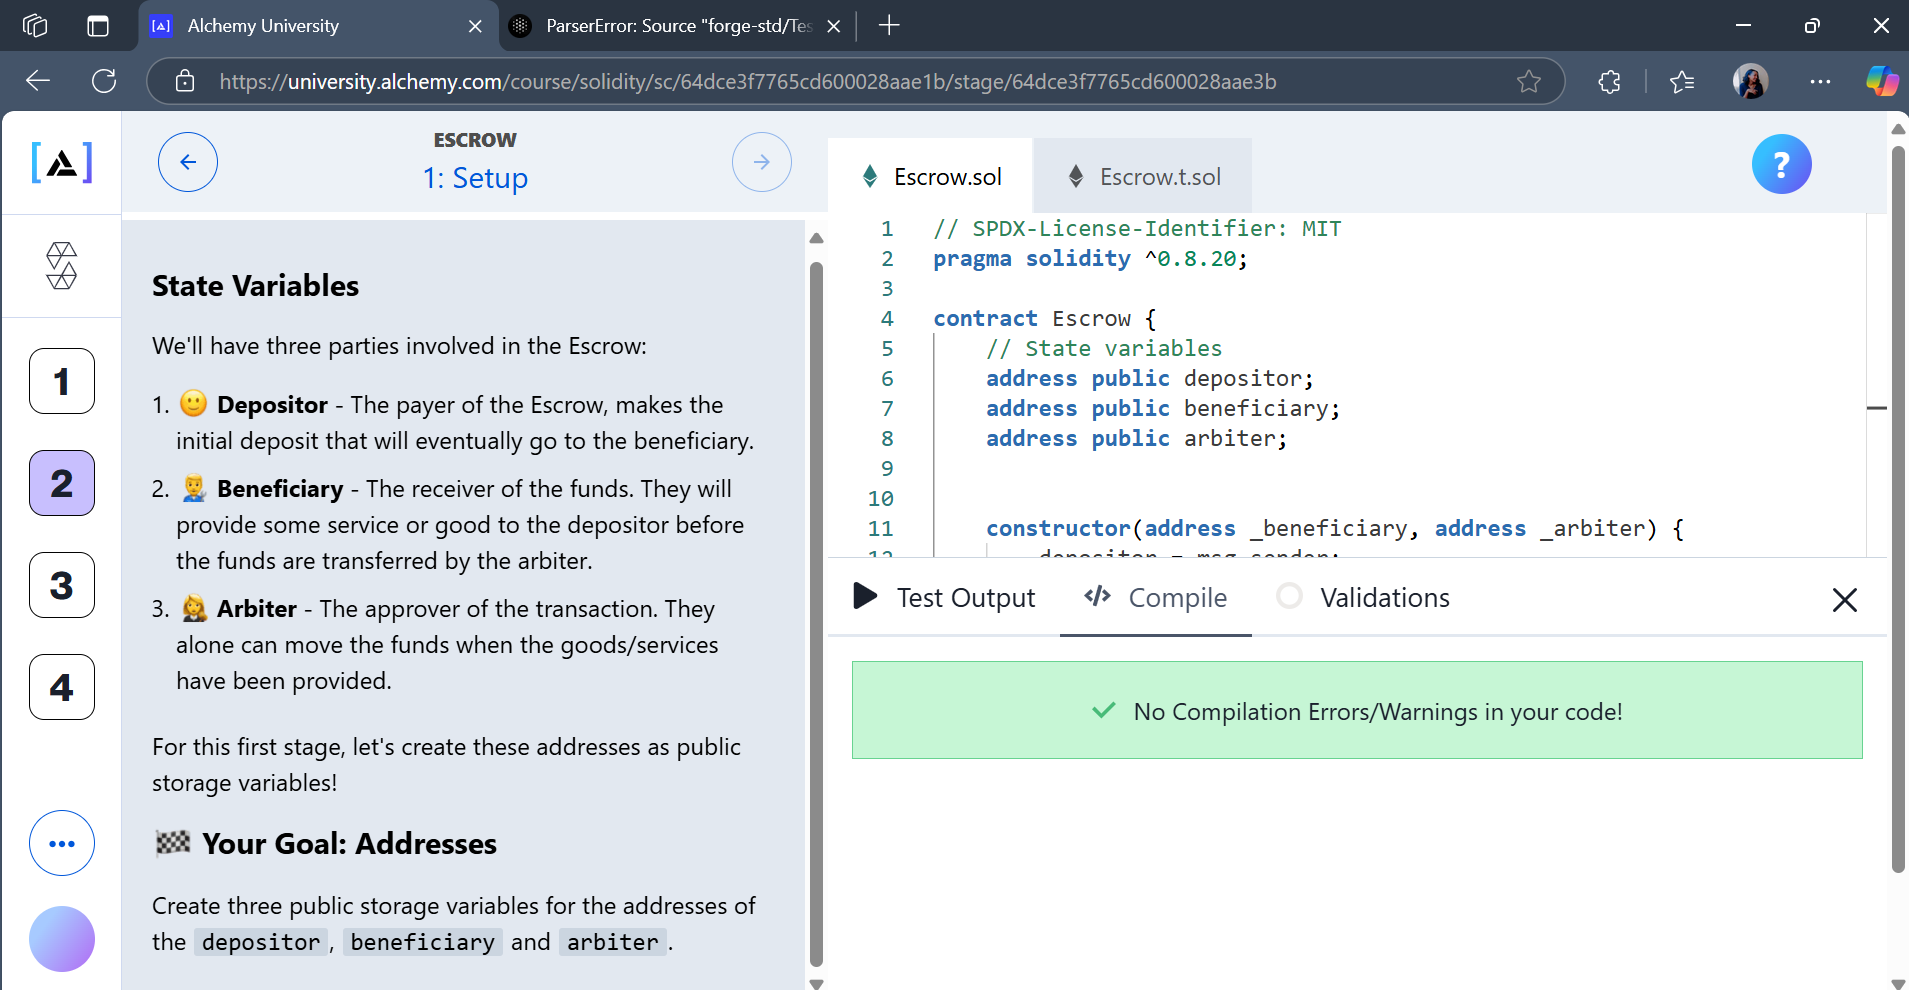 Alchemy University
ParserError: Source "forge-std/Tes
https://university.alchemy.com/course/solidity/sc/64dce3f7765cd600028aae1b/stage/64dce3f7765cd600028aae3b
ESCROW
1: Setup
1
2
3
4
State Variables
We'll have three parties involved in the Escrow:
1. 🙂 Depositor - The payer of the Escrow, makes the
initial deposit that will eventually go to the beneficiary.
2. 👨‍🔧 Beneficiary - The receiver of the funds. They will
provide some service or good to the depositor before
the funds are transferred by the arbiter.
3. 👩‍⚖️ Arbiter - The approver of the transaction. They
alone can move the funds when the goods/services
have been provided.
For this first stage, let's create these addresses as public
storage variables!
🏁 Your Goal: Addresses
Create three public storage variables for the addresses of
the depositor, beneficiary and arbiter.
Escrow.sol
Escrow.t.sol
?
1 // SPDX-License-Identifier: MIT
2 pragma solidity ^0.8.20;
3
4 contract Escrow {
5 // State variables
6 address public depositor;
7 address public beneficiary;
8 address public arbiter;
9
10
11 constructor(address _beneficiary, address _arbiter) {
12 depositor = msg.sender;
Test Output
</> Compile
Validations
No Compilation Errors/Warnings in your code!